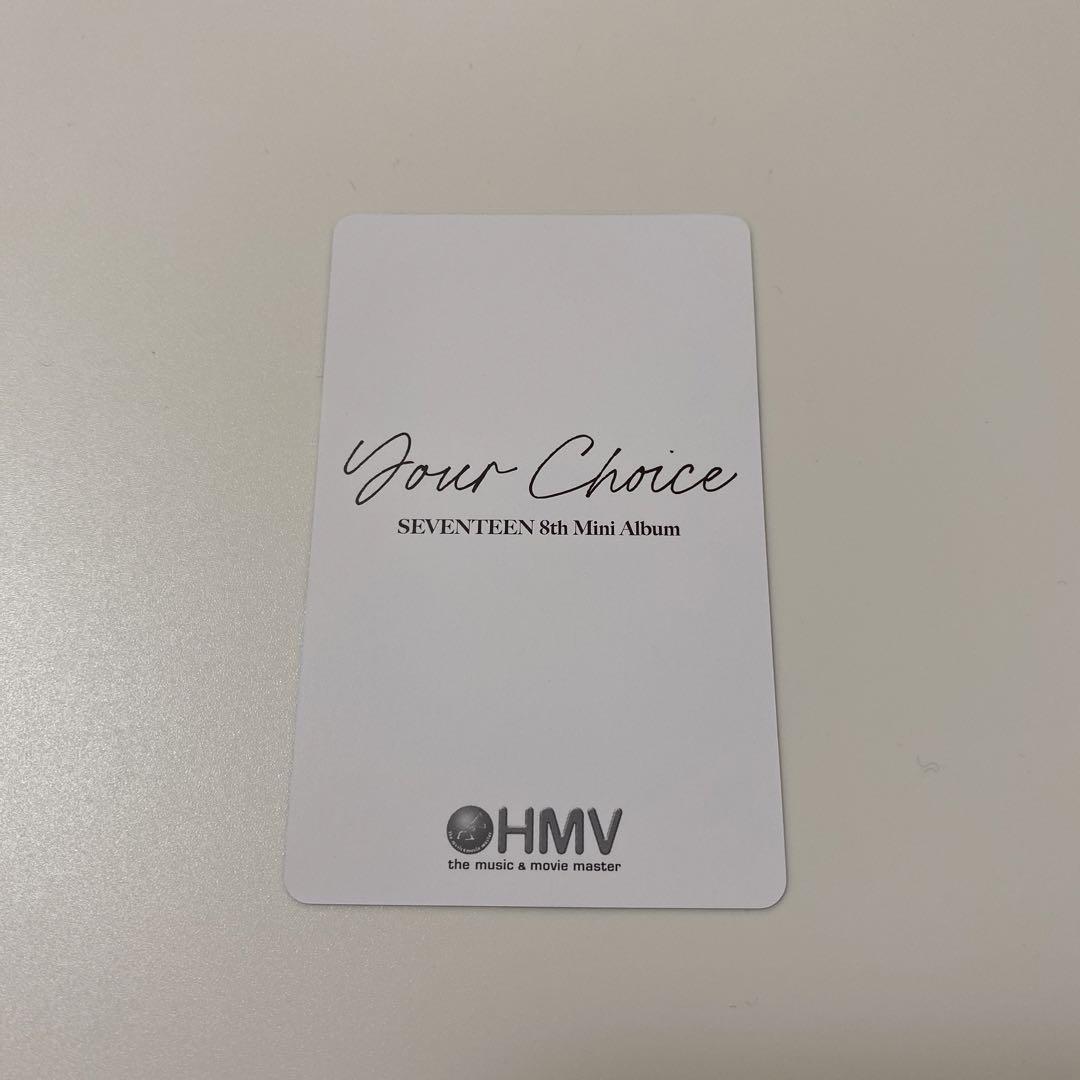 Your Choice
SEVENTEEN 8th Mini Album
HMV
the music & movie master